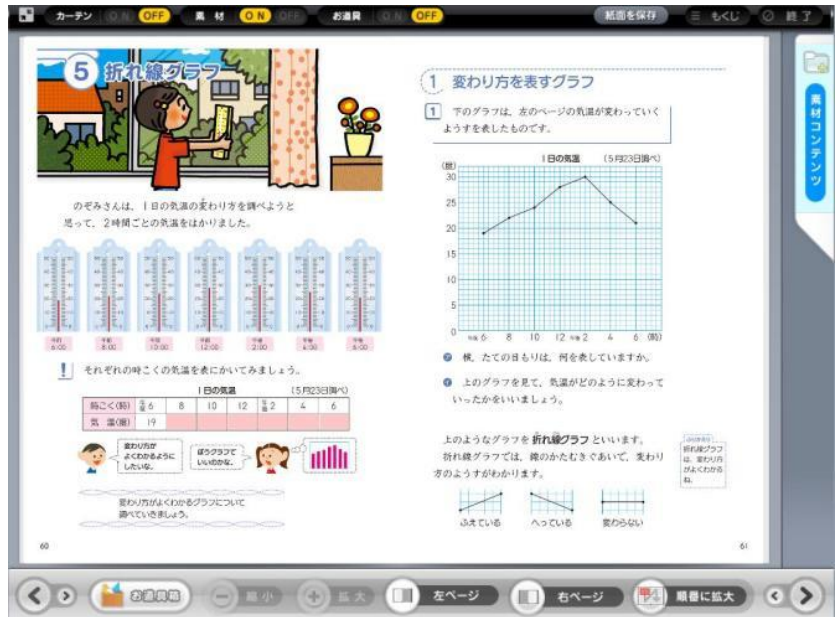 カーテン ON OFF 素材 ON OFF お道具 ON OFF 紙面を保存 もくじ 終了
5 折れ線グラフ
のぞみさんは、1日の気温の変わり方を調べようと
思って、2時間ごとの気温をはかりました。
午前 6:00 午前 8:00 午前 10:00 午前 12:00 午後 2:00 午後 4:00 午後 6:00
! それぞれの時こくの気温を表にかいてみましょう。
1日の気温 (5月23日調べ)
時こく(時) 午前 6 8 10 12 午後 2 4 6
気温(度) 19
変わり方が
よくわかるように
したいな。
ぼうグラフで
いいのかな。
変わり方がよくわかるグラフについて
調べていきましょう。
60
1 変わり方を表すグラフ
1 下のグラフは、左のページの気温が変わっていく
ようすを表したものです。
1日の気温 (5月23日調べ)
(度)
30
25
20
15
10
5
0
午前 6 8 10 12 午後 2 4 6 (時)
横、たての目もりは、何を表していますか。
上のグラフを見て、気温がどのように変わって
いったかをいいましょう。
上のようなグラフを 折れ線グラフ といいます。
折れ線グラフでは、線のかたむきぐあいで、変わり
方のようすがわかります。
折れ線グラフ
は、変わり方
がよくわかる
ね。
ふえている へっている 変わらない
61
素材コンテンツ
お道具箱 縮小 拡大 左ページ 右ページ 順番に拡大